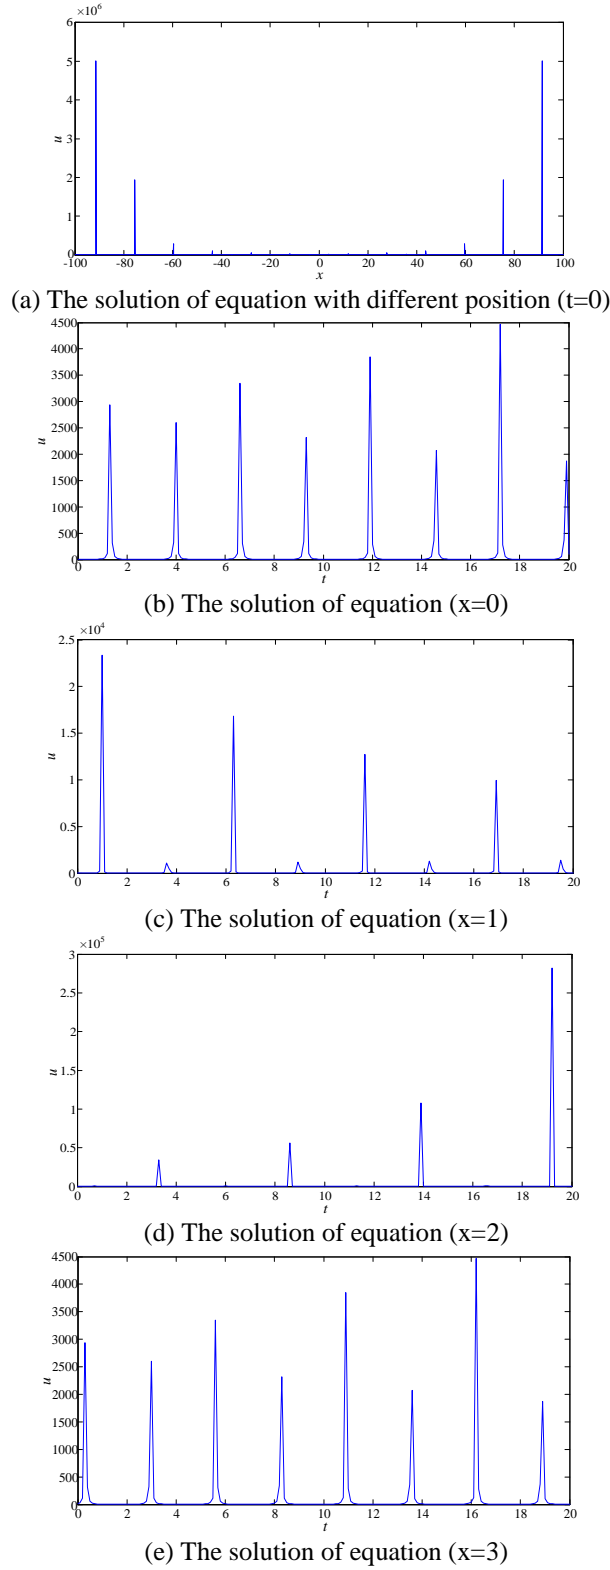 ×10⁶
6
5
4
3
2
1
0
u
-100 -80 -60 -40 -20 0 20 40 60 80 100
x
(a) The solution of equation with different position (t=0)
4500
4000
3500
3000
2500
2000
1500
1000
500
0
u
0 2 4 6 8 10 12 14 16 18 20
t
(b) The solution of equation (x=0)
×10⁴
2.5
2
1.5
1
0.5
0
u
0 2 4 6 8 10 12 14 16 18 20
t
(c) The solution of equation (x=1)
×10⁵
3
2.5
2
1.5
1
0.5
0
u
0 2 4 6 8 10 12 14 16 18 20
t
(d) The solution of equation (x=2)
4500
4000
3500
3000
2500
2000
1500
1000
500
0
u
0 2 4 6 8 10 12 14 16 18 20
t
(e) The solution of equation (x=3)